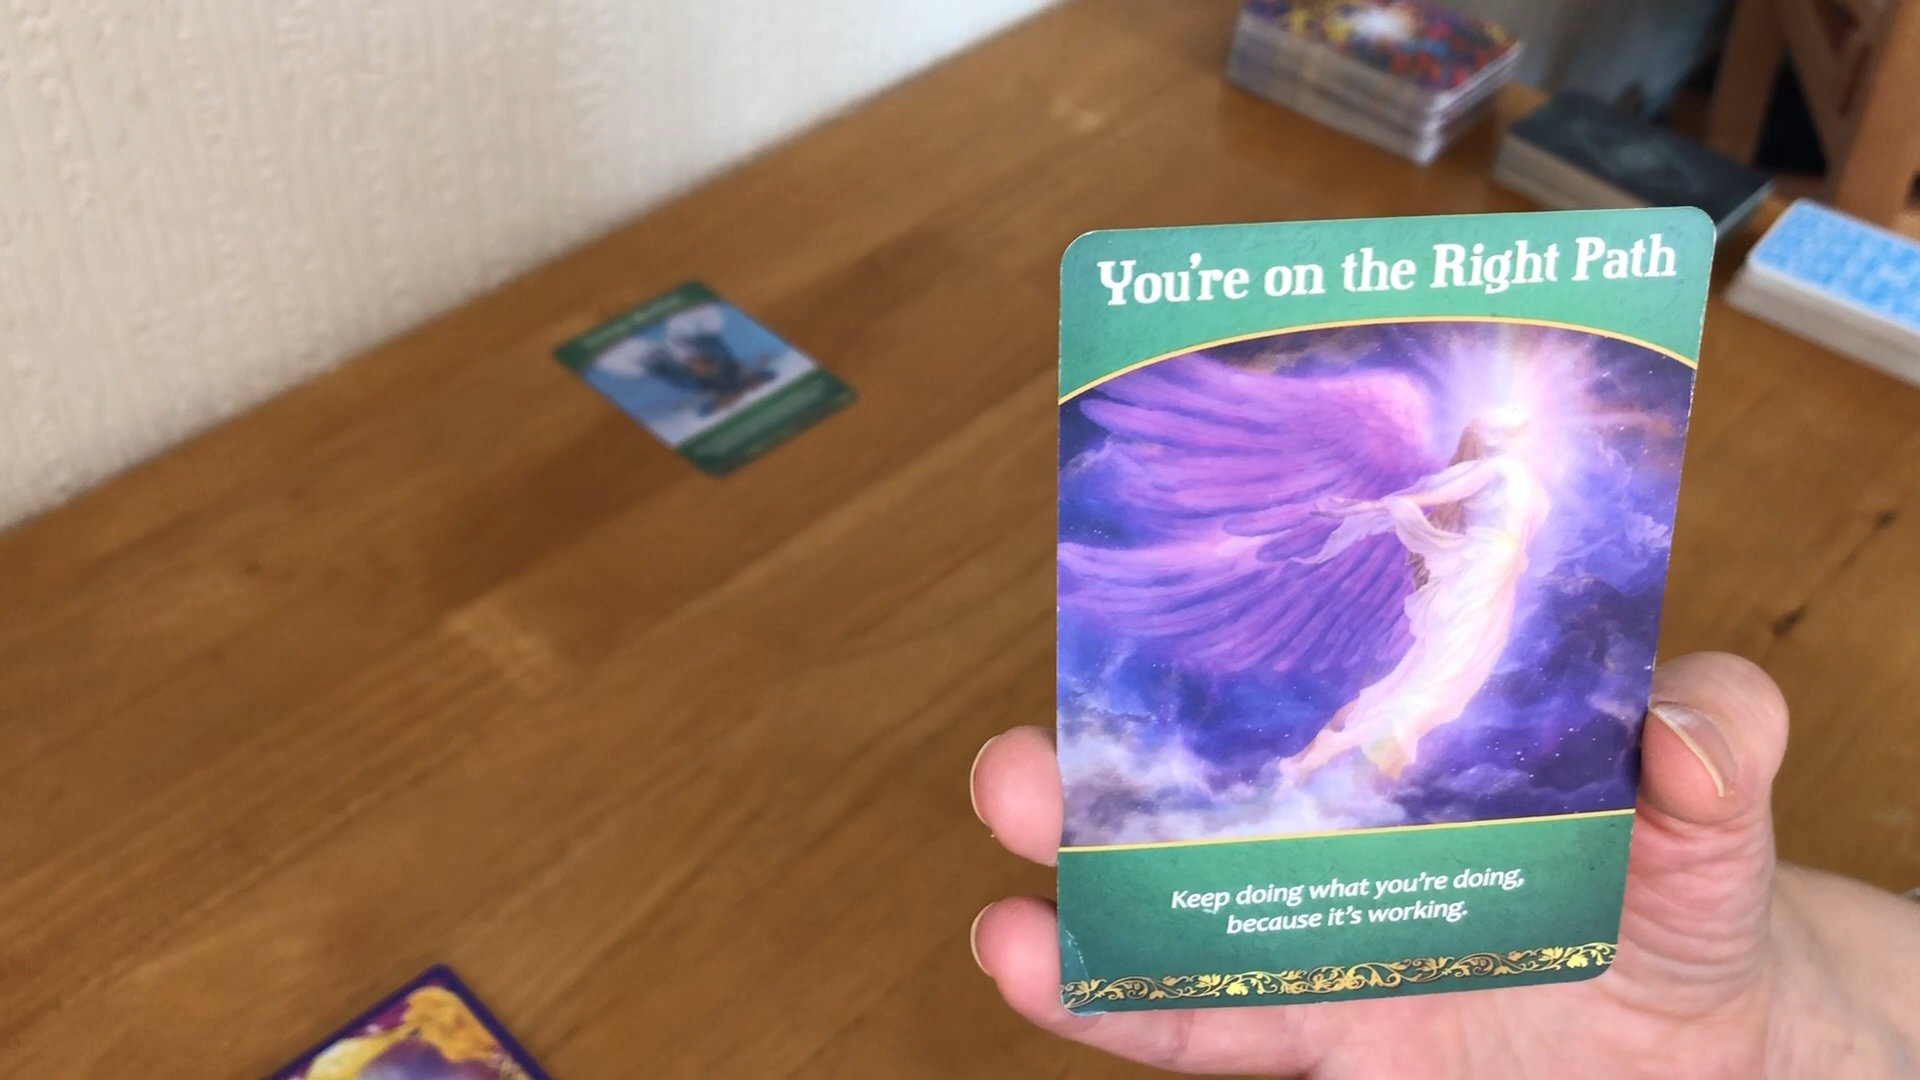 You're on the Right Path
Keep doing what you're doing,
because it's working.